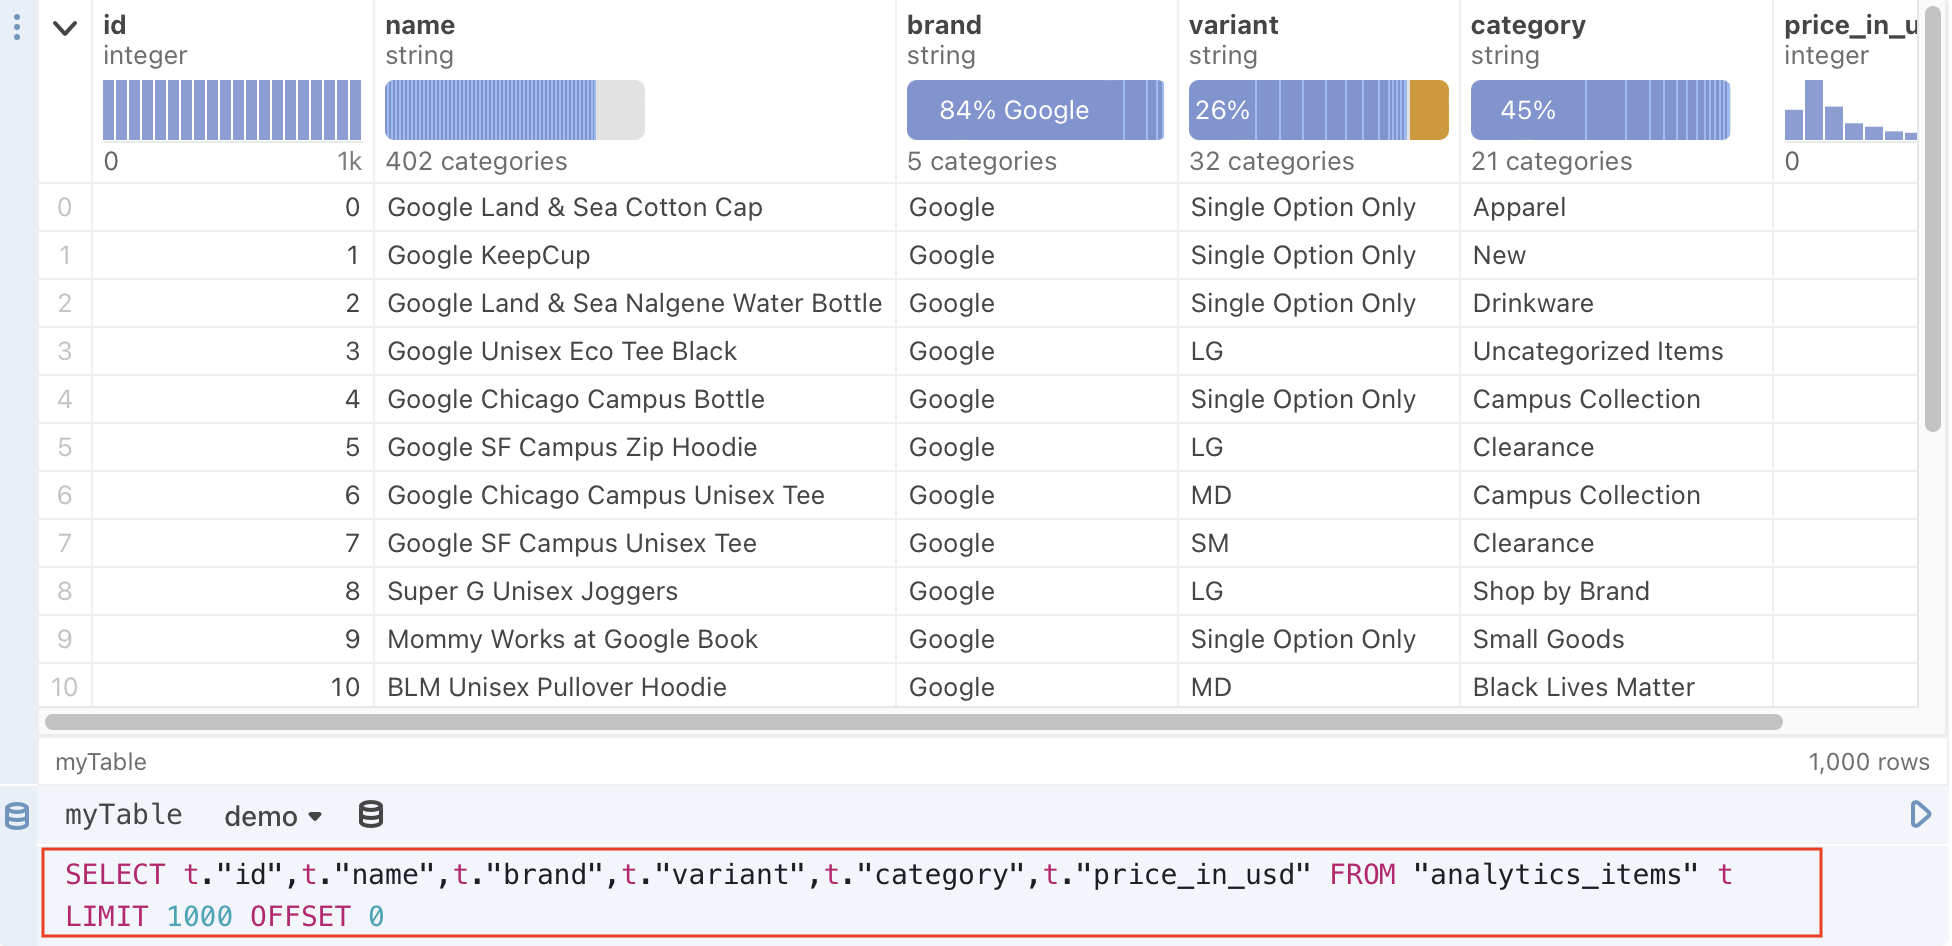 id name brand variant category price_in_u
integer string string string string integer
84% Google 26% 45%
0 1k 402 categories 5 categories 32 categories 21 categories 0
0 0 Google Land & Sea Cotton Cap Google Single Option Only Apparel
1 1 Google KeepCup Google Single Option Only New
2 2 Google Land & Sea Nalgene Water Bottle Google Single Option Only Drinkware
3 3 Google Unisex Eco Tee Black Google LG Uncategorized Items
4 4 Google Chicago Campus Bottle Google Single Option Only Campus Collection
5 5 Google SF Campus Zip Hoodie Google LG Clearance
6 6 Google Chicago Campus Unisex Tee Google MD Campus Collection
7 7 Google SF Campus Unisex Tee Google SM Clearance
8 8 Super G Unisex Joggers Google LG Shop by Brand
9 9 Mommy Works at Google Book Google Single Option Only Small Goods
10 10 BLM Unisex Pullover Hoodie Google MD Black Lives Matter
myTable 1,000 rows
myTable demo
SELECT t."id",t."name",t."brand",t."variant",t."category",t."price_in_usd" FROM "analytics_items" t
LIMIT 1000 OFFSET 0